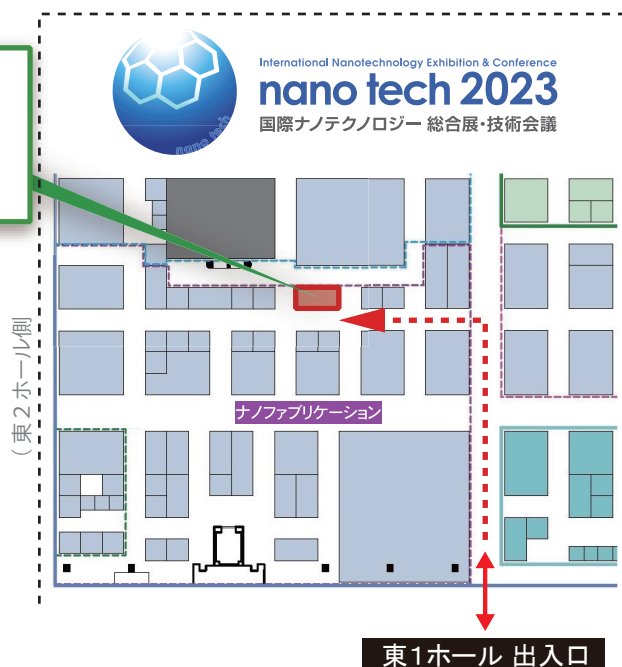 International Nanotechnology Exhibition & Conference
nano tech 2023
国際ナノテクノロジー 総合展・技術会議
nano tech
(東2ホール側
ナノファブリケーション
東1ホール 出入口